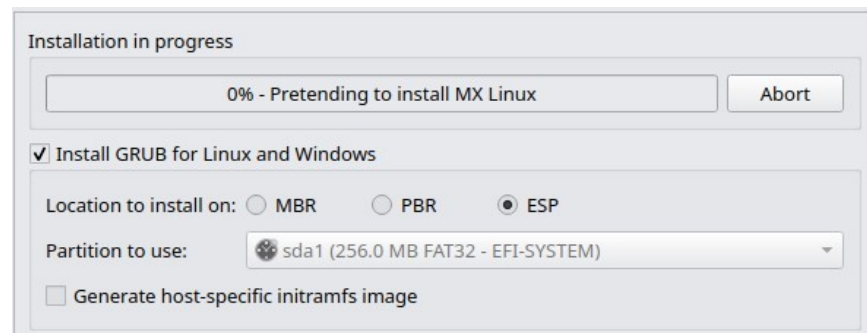 Installation in progress
0% - Pretending to install MX Linux Abort
Install GRUB for Linux and Windows
Location to install on: MBR PBR ESP
Partition to use: sda1 (256.0 MB FAT32 - EFI-SYSTEM)
Generate host-specific initramfs image